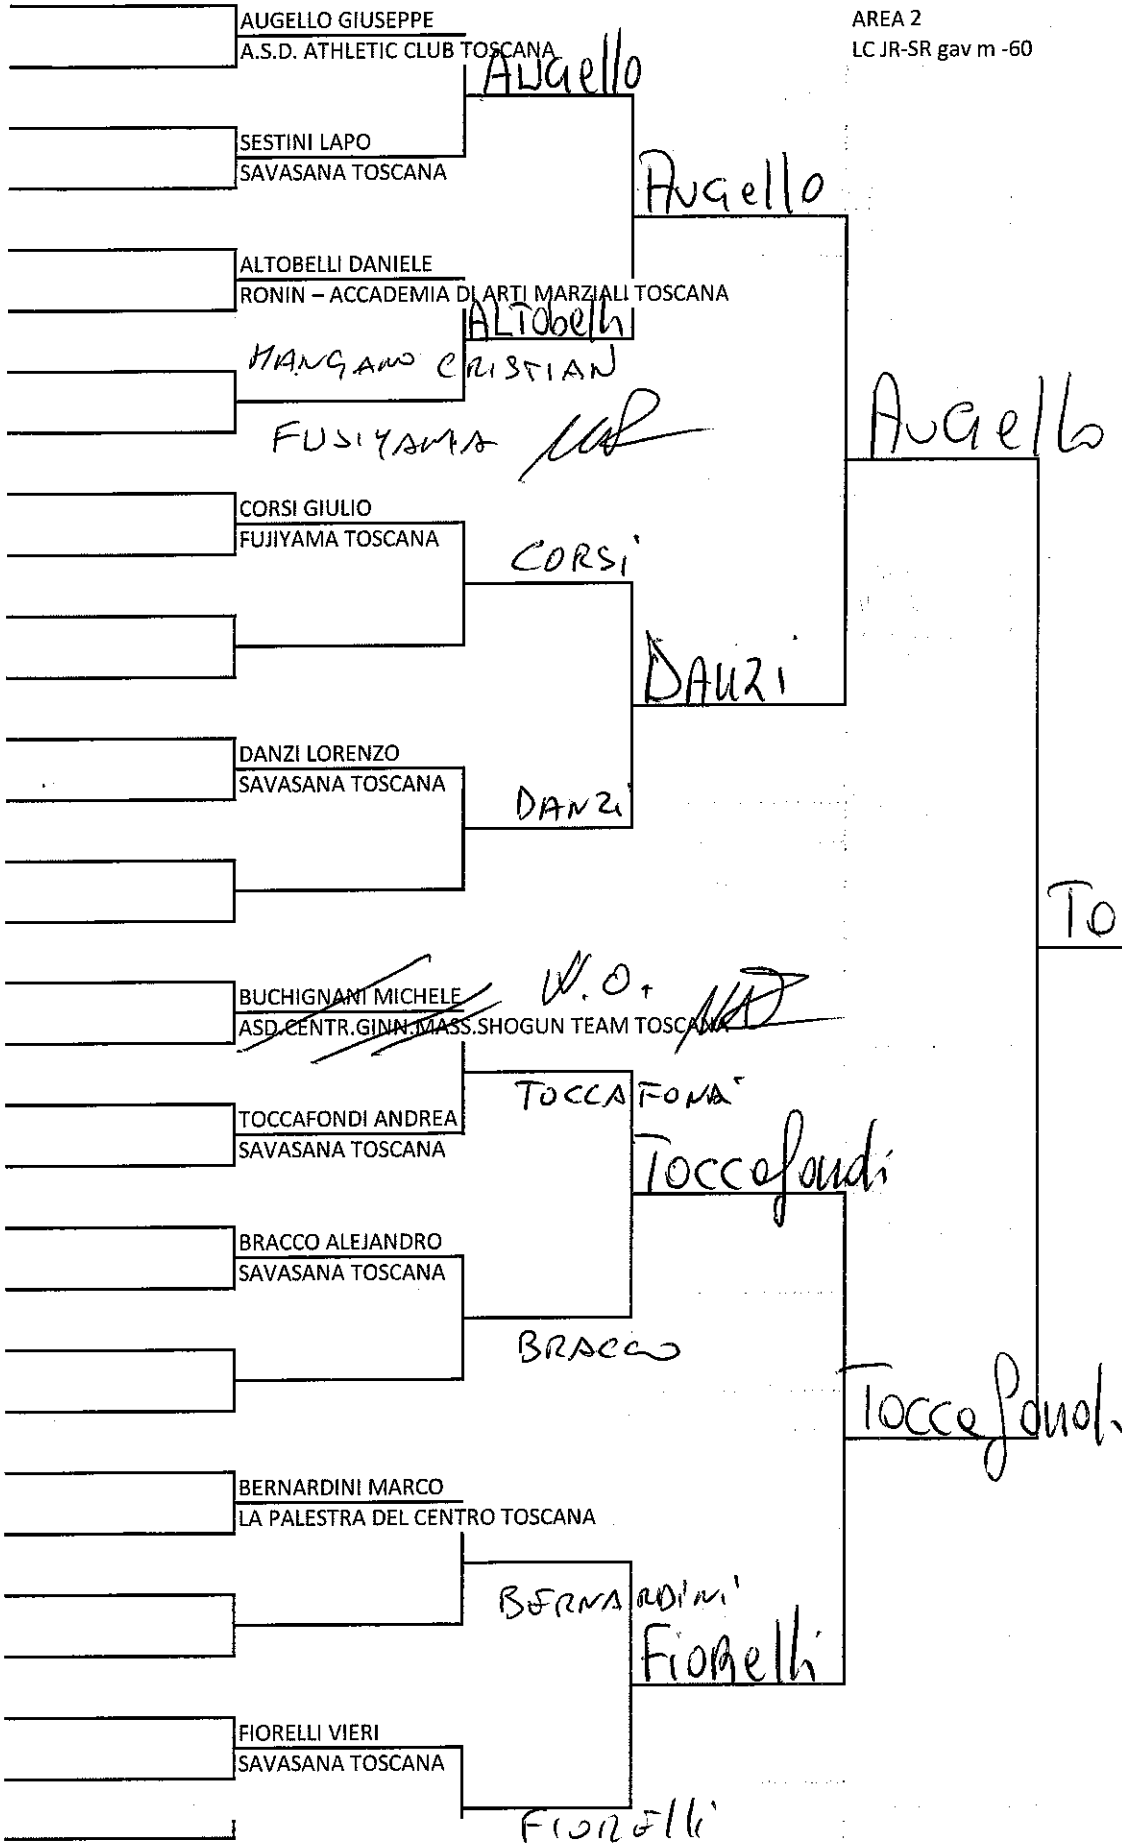 AUGELLO GIUSEPPE
A.S.D. ATHLETIC CLUB TOSCANA
AREA 2
LC JR-SR gav m -60
Augello
SESTINI LAPO
SAVASANA TOSCANA
Augello
ALTOBELLI DANIELE
RONIN – ACCADEMIA DI ARTI MARZIALI TOSCANA
ALTObelli
MANGANO CRISTIAN
FUSIYAMA
Augello
CORSI GIULIO
FUJIYAMA TOSCANA
CORSi
DANZi
DANZI LORENZO
SAVASANA TOSCANA
DANZi
TO
BUCHIGNANI MICHELE
W.O.
ASD.CENTR.GINN.MASS.SHOGUN TEAM TOSCANA
TOCCAFONDi
TOCCAFONDI ANDREA
SAVASANA TOSCANA
Toccafondi
BRACCO ALEJANDRO
SAVASANA TOSCANA
BRACCO
Toccafondi
BERNARDINI MARCO
LA PALESTRA DEL CENTRO TOSCANA
BERNARDiNi
FioRelli
FIORELLI VIERI
SAVASANA TOSCANA
FIORElli